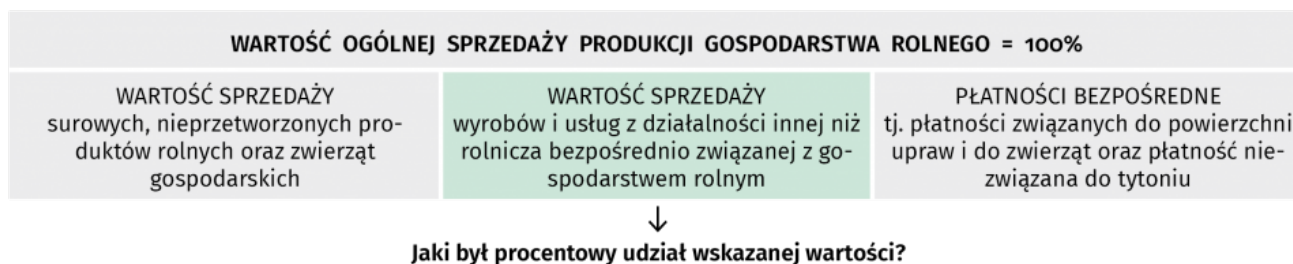 WARTOŚĆ OGÓLNEJ SPRZEDAŻY PRODUKCJI GOSPODARSTWA ROLNEGO = 100%
WARTOŚĆ SPRZEDAŻY
surowych, nieprzetworzonych pro-
duktów rolnych oraz zwierząt
gospodarskich
WARTOŚĆ SPRZEDAŻY
wyrobów i usług z działalności innej niż
rolnicza bezpośrednio związanej z go-
spodarstwem rolnym
PŁATNOŚCI BEZPOŚREDNE
tj. płatności związanych do powierzchni
upraw i do zwierząt oraz płatność nie-
związana do tytoniu
↓
Jaki był procentowy udział wskazanej wartości?